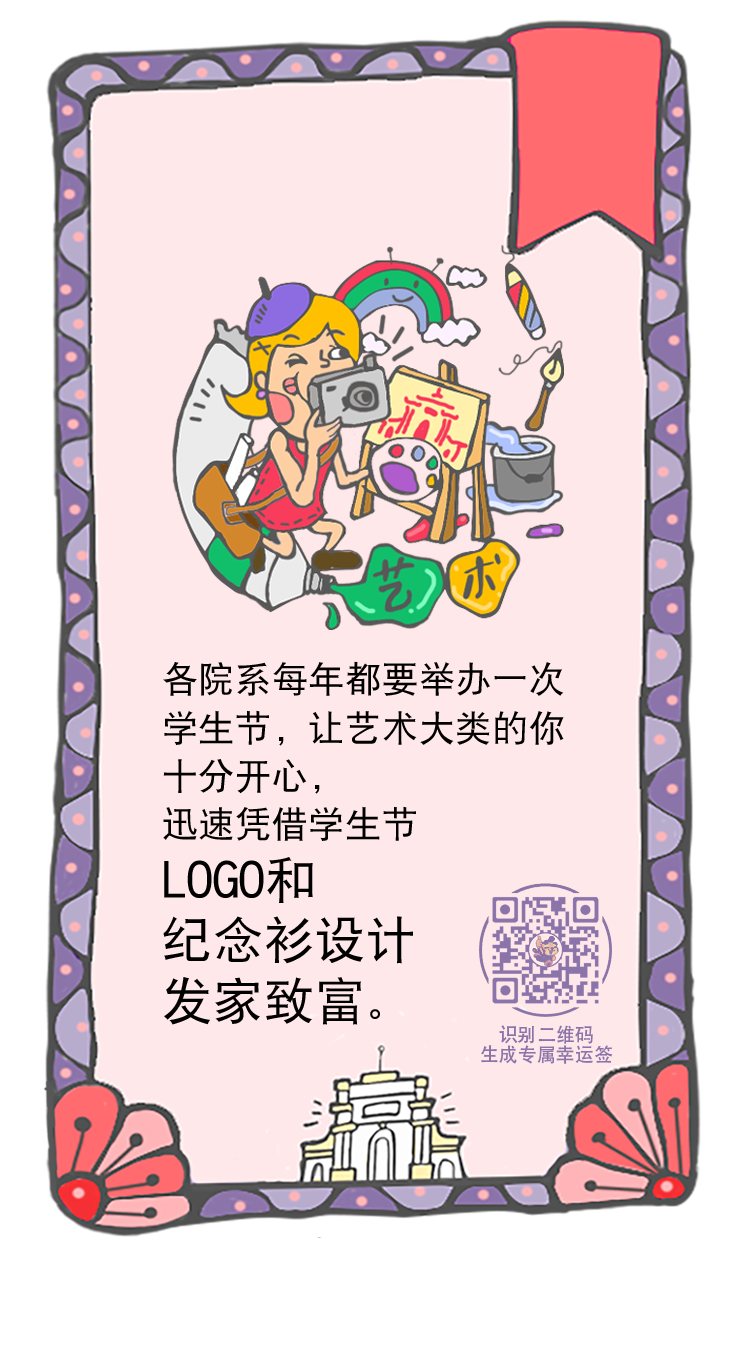 艺术
各院系每年都要举办一次
学生节，让艺术大类的你
十分开心，
迅速凭借学生节
LOGO和
纪念衫设计
发家致富。
识别二维码
生成专属幸运签